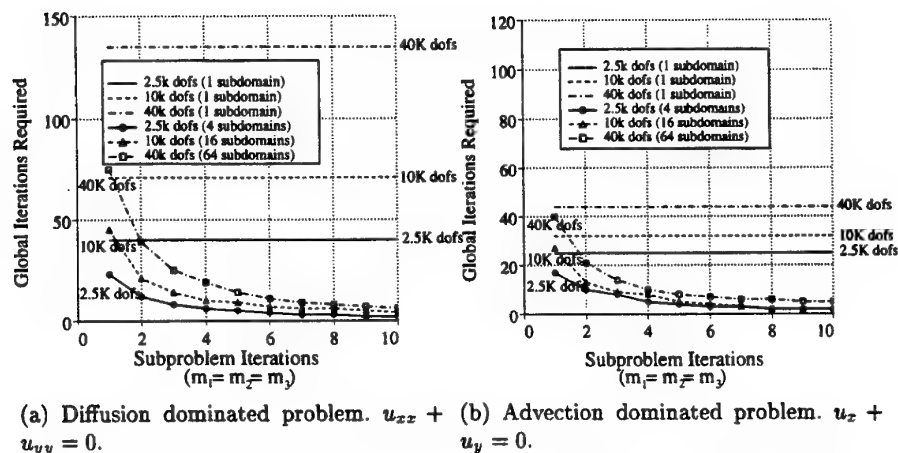 150
100
50
0
Global Iterations Required
40K dofs
2.5k dofs (1 subdomain)
10k dofs (1 subdomain)
40k dofs (1 subdomain)
2.5k dofs (4 subdomains)
10k dofs (16 subdomains)
40k dofs (64 subdomains)
10K dofs
40K dofs
2.5K dofs
10K dofs
2.5K dofs
0 2 4 6 8 10
Subproblem Iterations
(m₁= m₂= m₃)
120
100
80
60
40
20
0
Global Iterations Required
2.5k dofs (1 subdomain)
10k dofs (1 subdomain)
40k dofs (1 subdomain)
2.5k dofs (4 subdomains)
10k dofs (16 subdomains)
40k dofs (64 subdomains)
40K dofs
40K dofs
10K dofs
2.5K dofs
10K dofs
2.5K dofs
0 2 4 6 8 10
Subproblem Iterations
(m₁= m₂= m₃)
(a) Diffusion dominated problem. uₓₓ +
u_yy = 0.
(b) Advection dominated problem. uₓ +
u_y = 0.